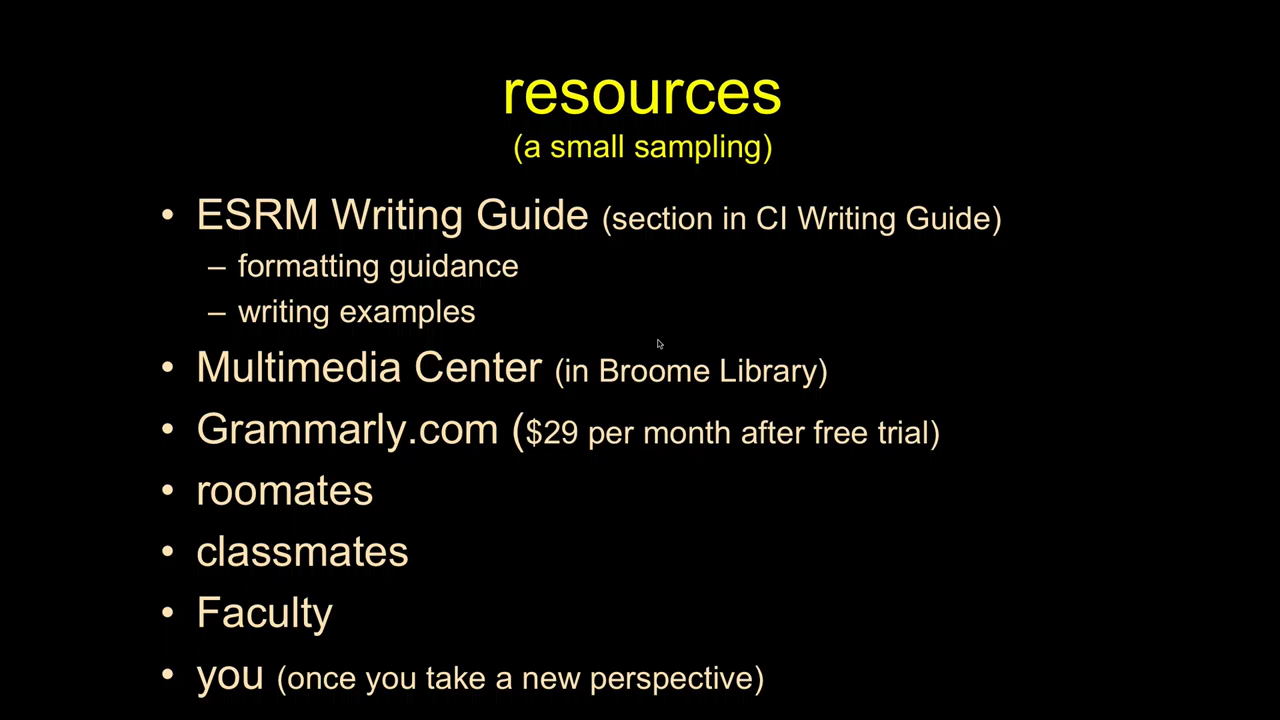 resources
(a small sampling)
• ESRM Writing Guide (section in CI Writing Guide)
– formatting guidance
– writing examples
• Multimedia Center (in Broome Library)
• Grammarly.com ($29 per month after free trial)
• roomates
• classmates
• Faculty
• you (once you take a new perspective)